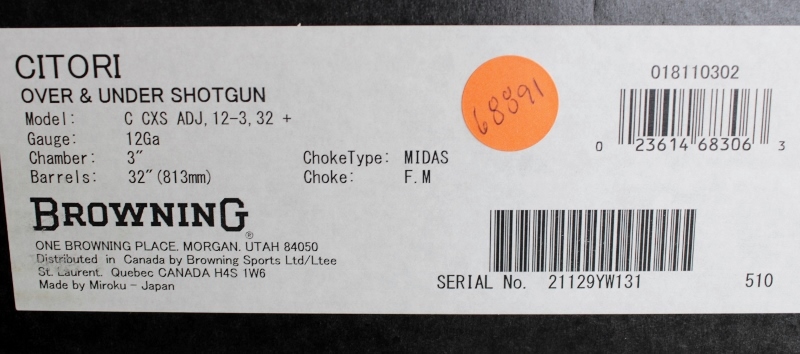 CITORI
OVER & UNDER SHOTGUN
Model: C CXS ADJ,12-3,32 +
Gauge: 12Ga
Chamber: 3″ ChokeType: MIDAS
Barrels: 32″(813mm) Choke: F.M
BROWNING®
ONE BROWNING PLACE. MORGAN. UTAH 84050
Distributed in Canada by Browning Sports Ltd/Ltee
St. Laurent. Quebec CANADA H4S 1W6
Made by Miroku - Japan
68891
018110302
0 23614 68306 3
SERIAL No. 21129YW131 510